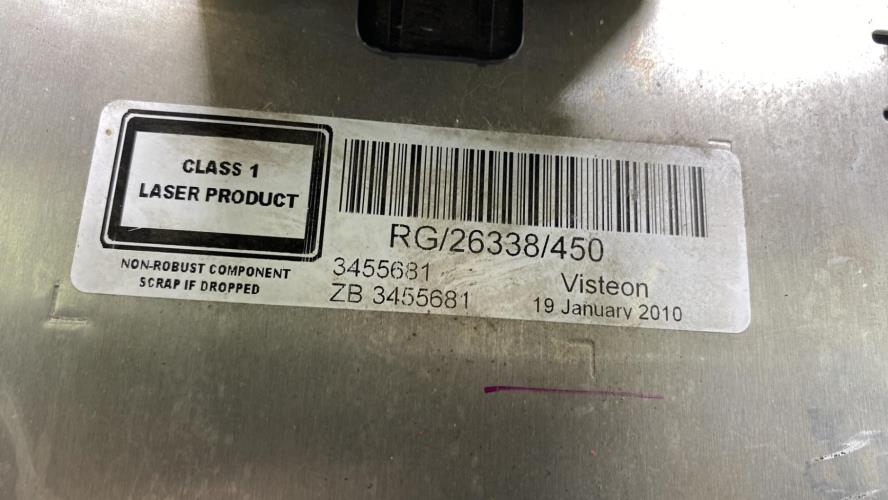 CLASS 1
LASER PRODUCT
NON-ROBUST COMPONENT
SCRAP IF DROPPED
RG/26338/450
3455681
ZB 3455681
Visteon
19 January 2010